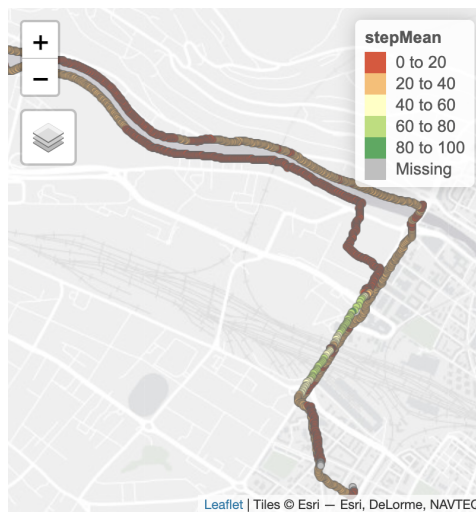 +
−
stepMean
0 to 20
20 to 40
40 to 60
60 to 80
80 to 100
Missing
Leaflet | Tiles © Esri — Esri, DeLorme, NAVTEQ